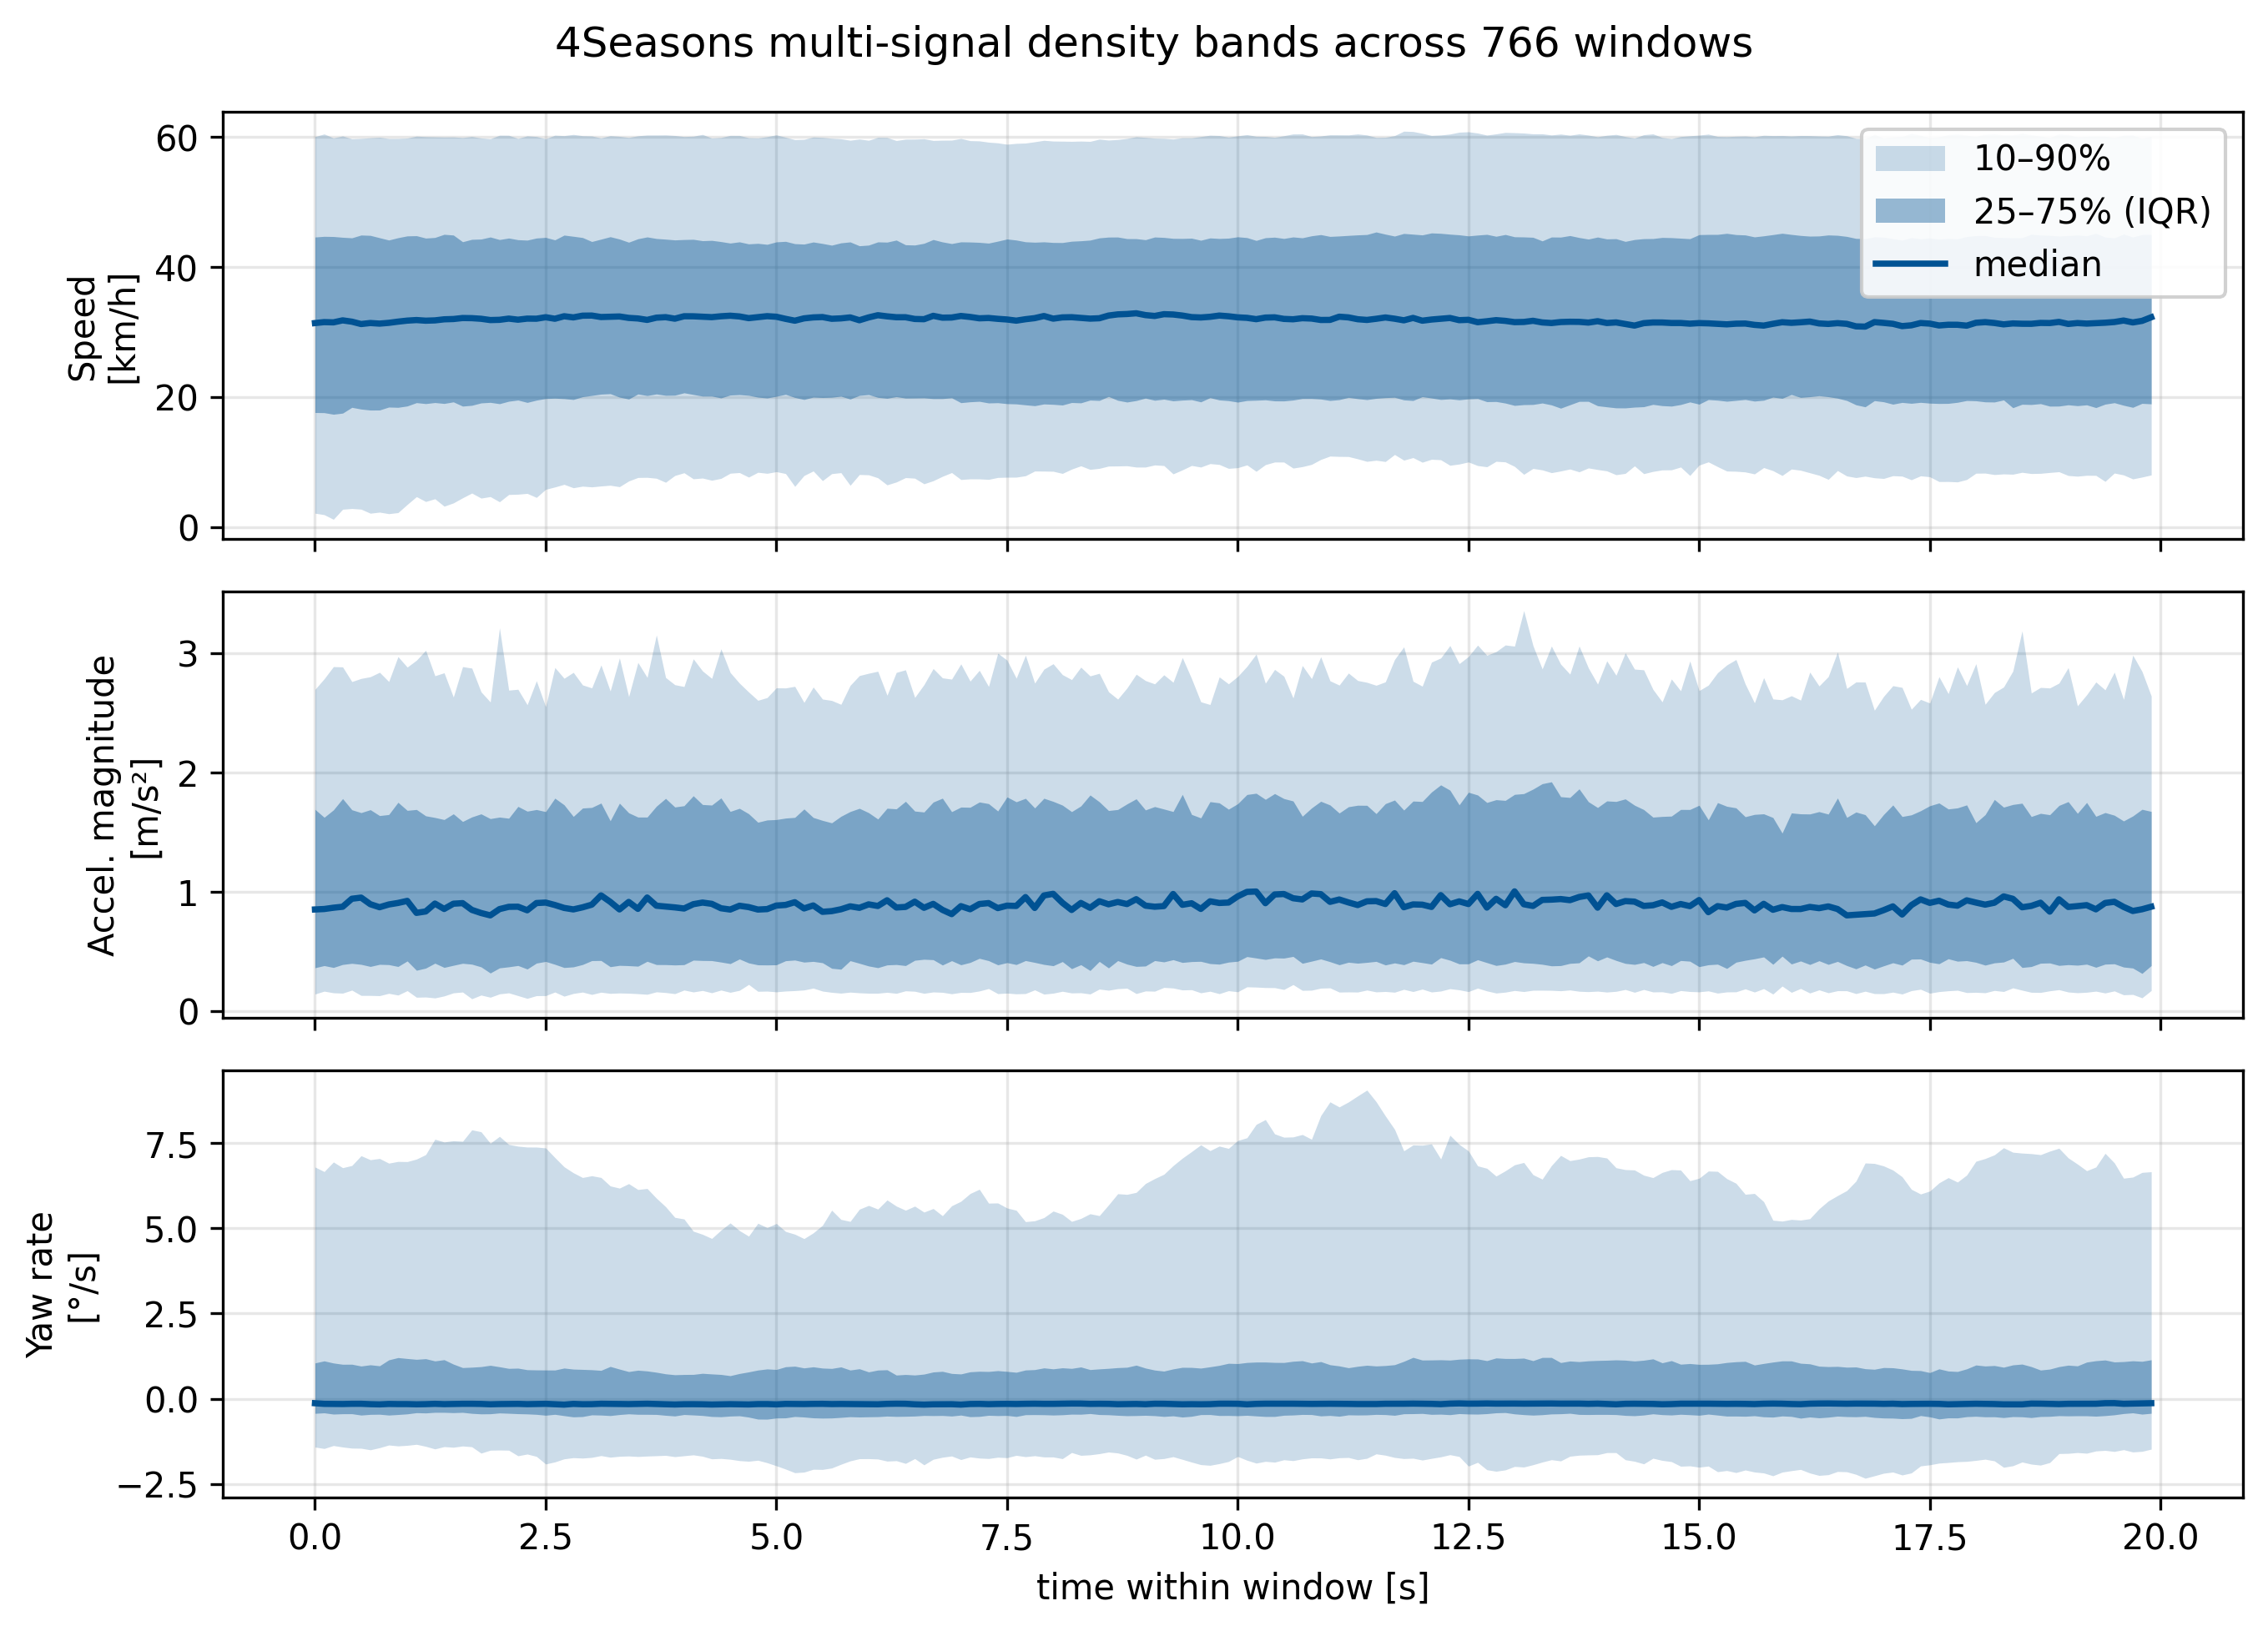 4Seasons multi-signal density bands across 766 windows
Speed
[km/h]
60
40
20
0
10–90%
25–75% (IQR)
median
Accel. magnitude
[m/s²]
3
2
1
0
Yaw rate
[°/s]
7.5
5.0
2.5
0.0
−2.5
0.0 2.5 5.0 7.5 10.0 12.5 15.0 17.5 20.0
time within window [s]